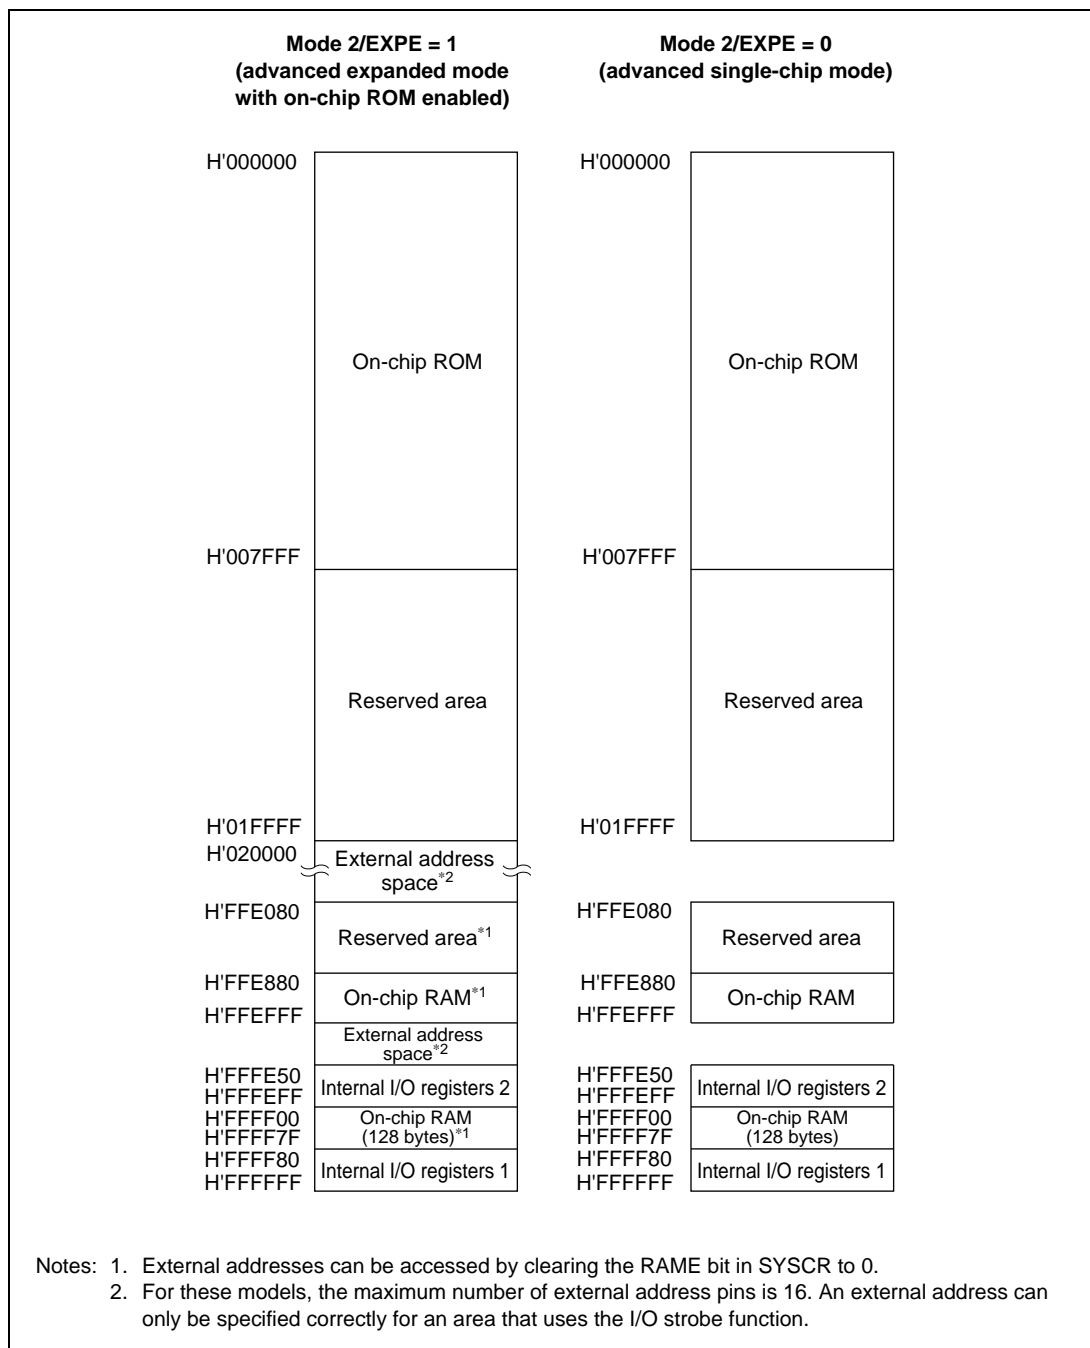 Mode 2/EXPE = 1
(advanced expanded mode
with on-chip ROM enabled)
Mode 2/EXPE = 0
(advanced single-chip mode)
H'000000
On-chip ROM
H'007FFF
Reserved area
H'01FFFF
H'020000
External address
space*2
H'FFE080
Reserved area*1
H'FFE880
On-chip RAM*1
H'FFEFFF
External address
space*2
H'FFFE50
Internal I/O registers 2
H'FFFEFF
H'FFFF00
On-chip RAM
(128 bytes)*1
H'FFFF7F
H'FFFF80
Internal I/O registers 1
H'FFFFFF
H'000000
On-chip ROM
H'007FFF
Reserved area
H'01FFFF
H'FFE080
Reserved area
H'FFE880
On-chip RAM
H'FFEFFF
H'FFFE50
Internal I/O registers 2
H'FFFEFF
H'FFFF00
On-chip RAM
(128 bytes)
H'FFFF7F
H'FFFF80
Internal I/O registers 1
H'FFFFFF
Notes: 1. External addresses can be accessed by clearing the RAME bit in SYSCR to 0.
2. For these models, the maximum number of external address pins is 16. An external address can
only be specified correctly for an area that uses the I/O strobe function.